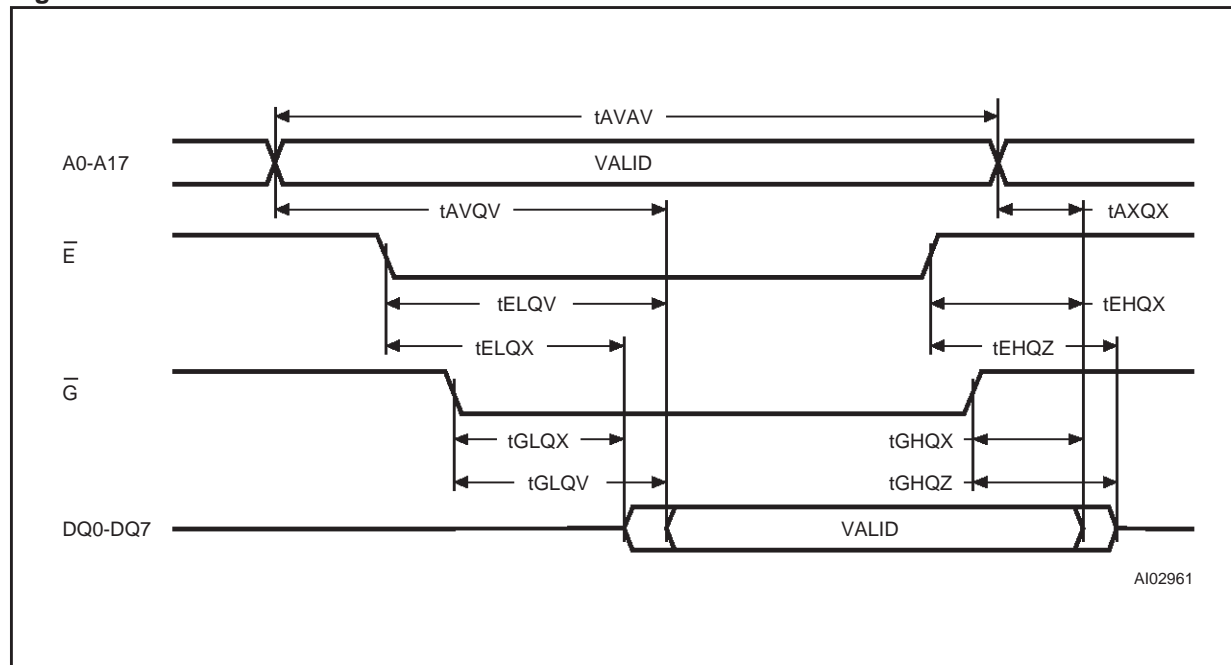 tAVAV
A0-A17
VALID
tAVQV
tAXQX
E
tELQV
tEHQX
tELQX
tEHQZ
G
tGLQX
tGHQX
tGLQV
tGHQZ
DQ0-DQ7
VALID
AI02961